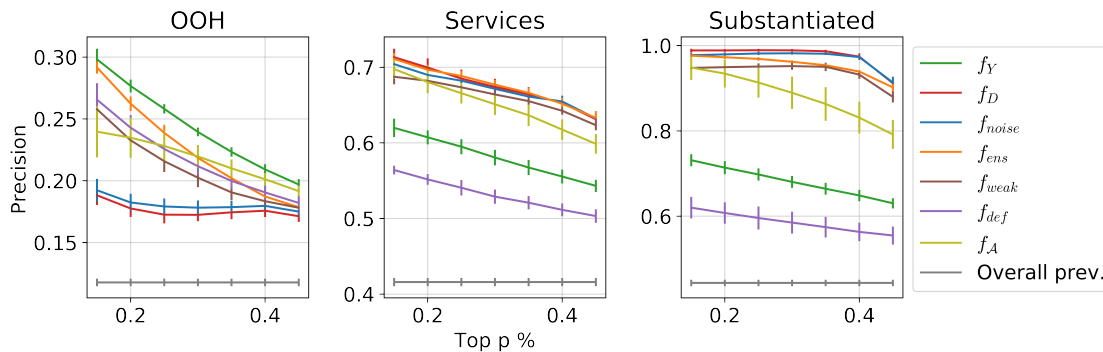 OOH
Services
Substantiated
Precision
0.30
0.25
0.20
0.15
0.2
0.4
0.7
0.6
0.5
0.4
0.2
0.4
1.0
0.8
0.6
0.2
0.4
Top p %
f_Y
f_D
f_noise
f_ens
f_weak
f_def
f_𝒜
Overall prev.